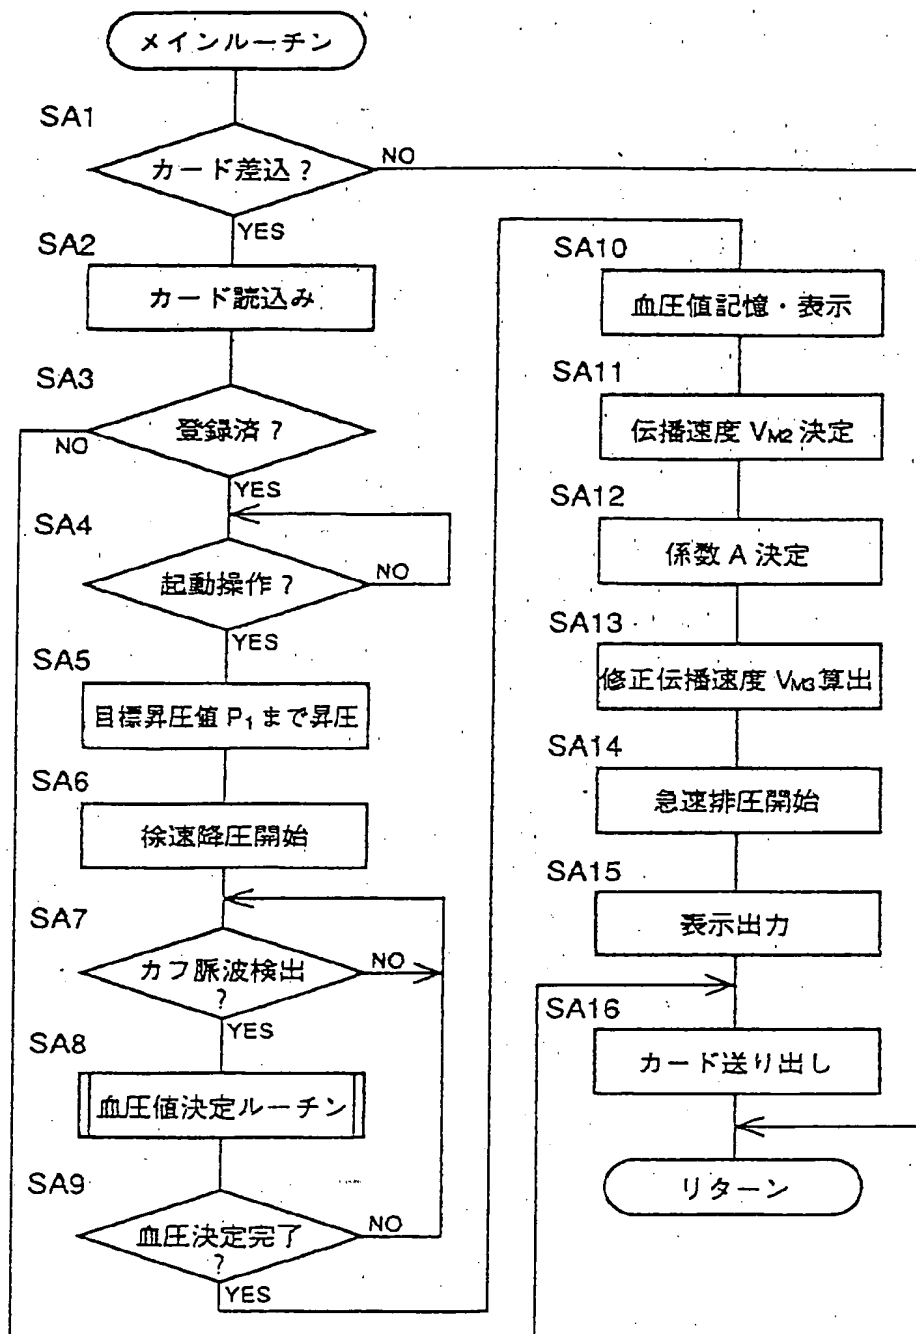 メインルーチン
SA1
カード差込?
NO
YES
SA2
カード読込み
SA3
登録済?
NO
YES
SA4
起動操作?
NO
YES
SA5
目標昇圧値 P1 まで昇圧
SA6
徐速降圧開始
SA7
カフ脈波検出
?
NO
YES
SA8
血圧値決定ルーチン
SA9
血圧決定完了
?
NO
YES
SA10
血圧値記憶・表示
SA11
伝播速度 VM2 決定
SA12
係数 A 決定
SA13
修正伝播速度 VM3 算出
SA14
急速排圧開始
SA15
表示出力
SA16
カード送り出し
リターン